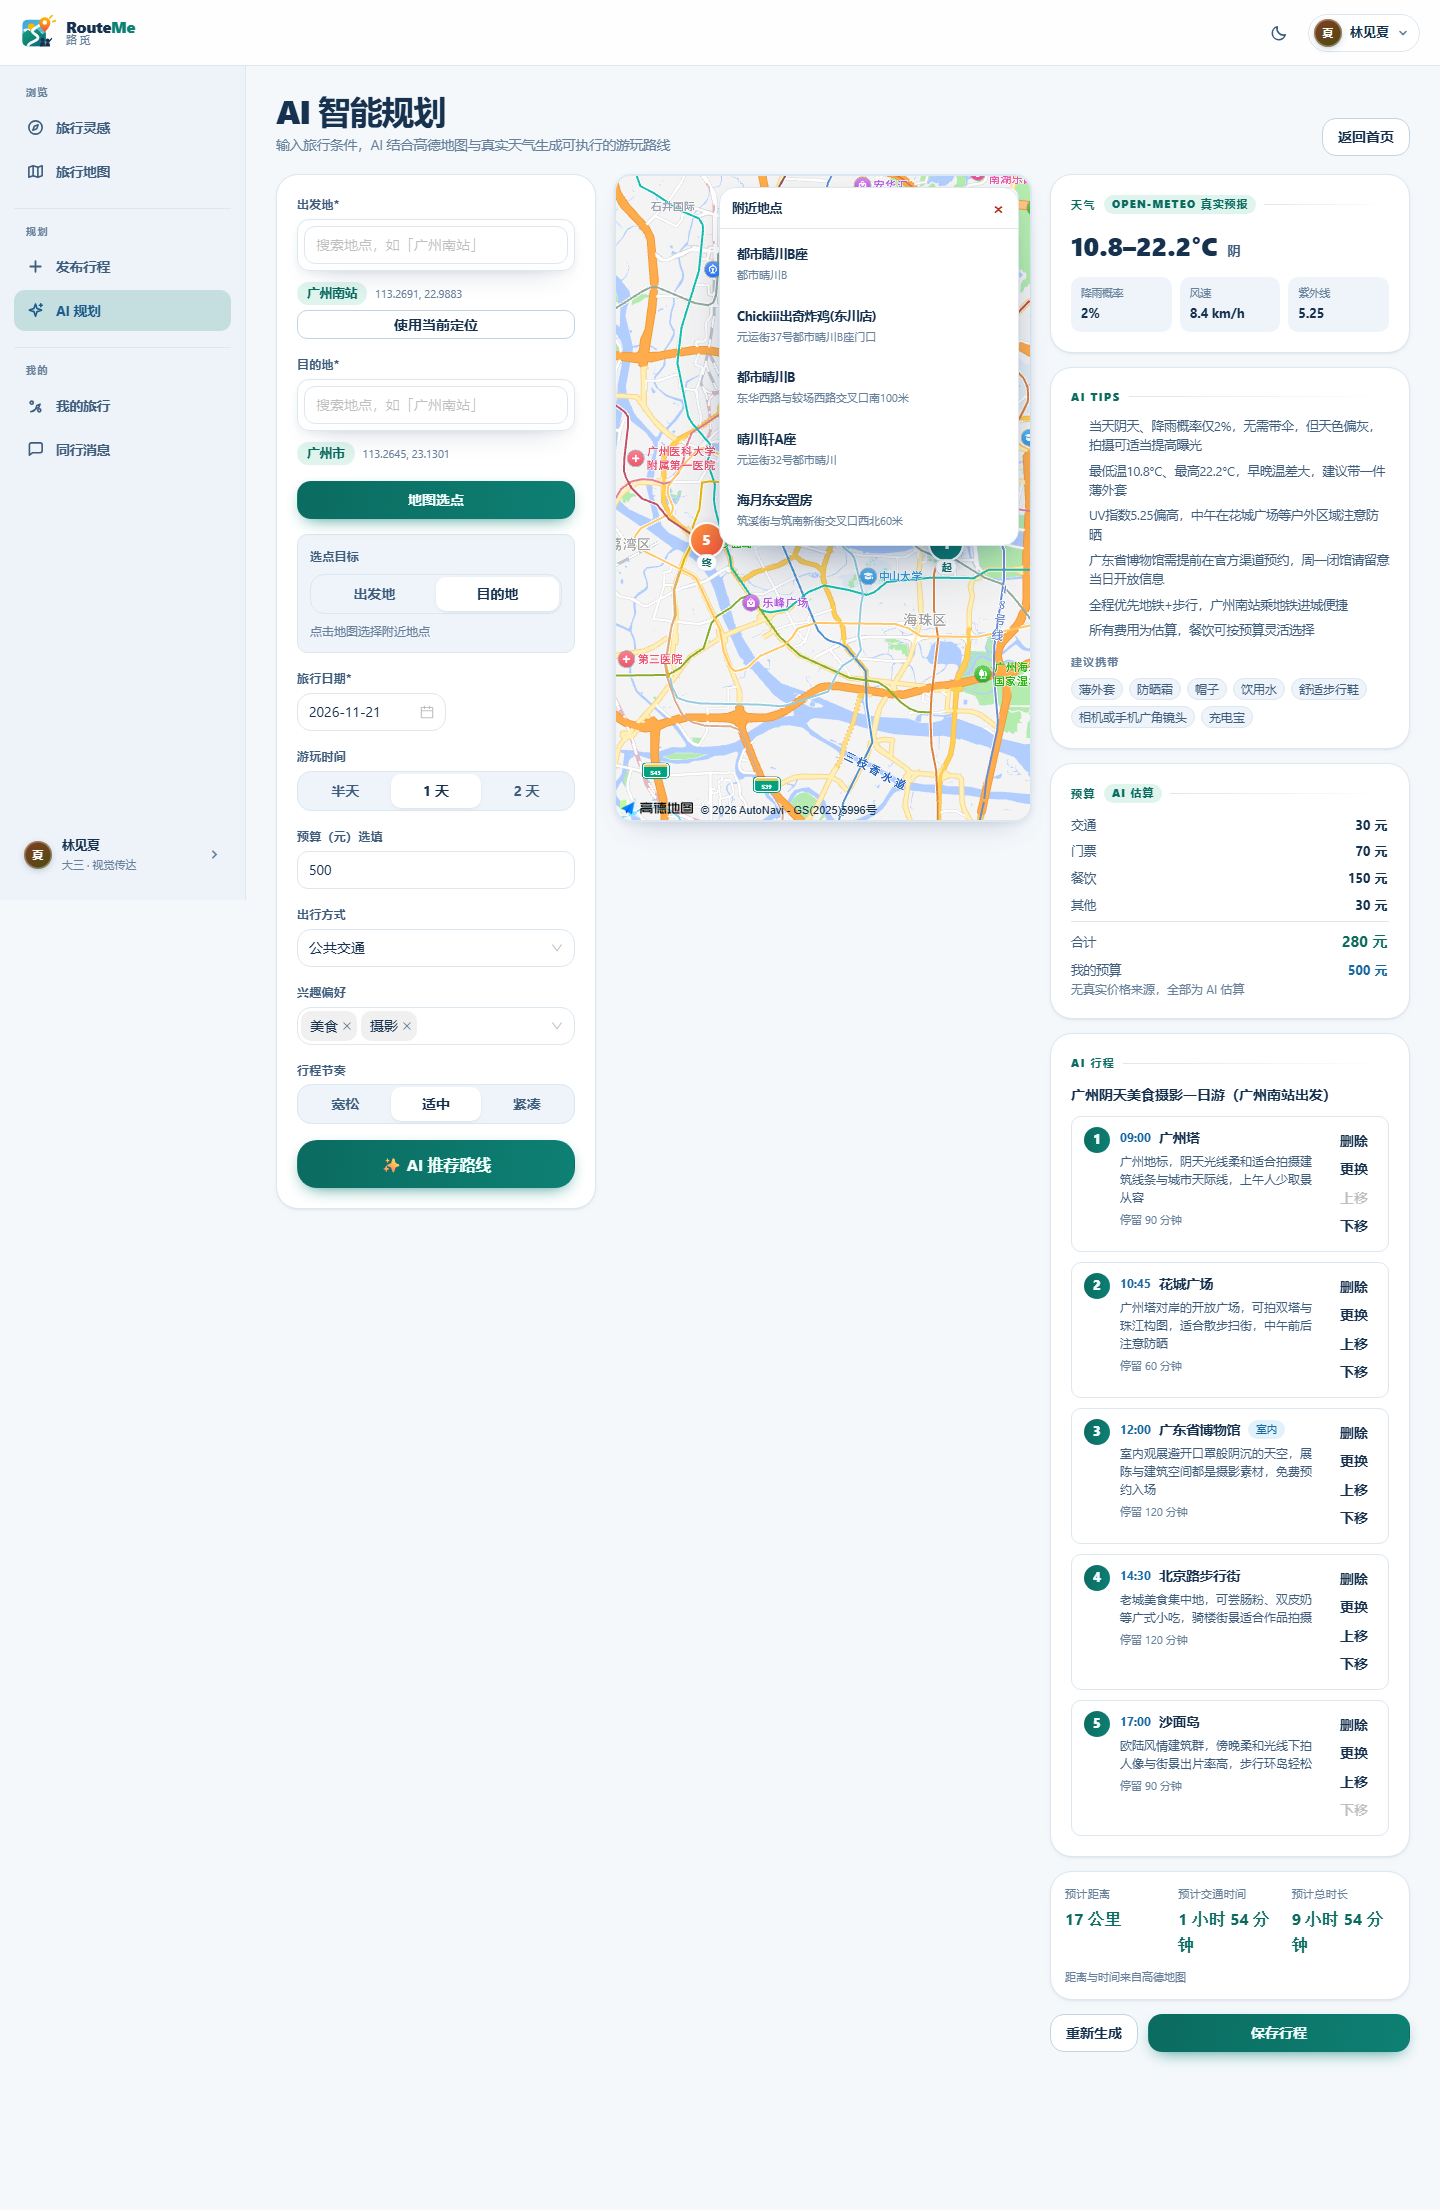 RouteMe
路觅
夏 林见夏
浏览
旅行灵感
旅行地图
规划
发布行程
AI 规划
我的
我的旅行
同行消息
夏
林见夏
大三 · 视觉传达
AI 智能规划
输入旅行条件，AI 结合高德地图与真实天气生成可执行的游玩路线
返回首页
出发地*
搜索地点，如「广州南站」
广州南站 113.2691, 22.9883
使用当前定位
目的地*
搜索地点，如「广州南站」
广州市 113.2645, 23.1301
地图选点
选点目标
出发地 目的地
点击地图选择附近地点
旅行日期*
2026-11-21
游玩时间
半天 1 天 2 天
预算（元）选填
500
出行方式
公共交通
兴趣偏好
美食 × 摄影 ×
行程节奏
宽松 适中 紧凑
✨ AI 推荐路线
石井国际
附近地点 ×
都市晴川B座
都市晴川B
Chickiii出奇炸鸡(东川店)
元运街37号都市晴川B座门口
都市晴川B
东华西路与较场西路交叉口南100米
晴川轩A座
元运街32号都市晴川
海月东安置房
筑溪街与筑南新街交叉口西北60米
广州医科大学
附属第一医院
荔湾区
5
终
起
中山大学
乐峰广场
海珠区
8号线
第三医院
广州海
国家湿
三枝香水道
S43
S39
高德地图 © 2026 AutoNavi - GS(2025)5996号
天气 OPEN-METEO 真实预报
10.8–22.2°C 阴
降雨概率
2%
风速
8.4 km/h
紫外线
5.25
AI TIPS
当天阴天、降雨概率仅2%，无需带伞，但天色偏灰，
拍摄可适当提高曝光
最低温10.8°C、最高22.2°C，早晚温差大，建议带一件
薄外套
UV指数5.25偏高，中午在花城广场等户外区域注意防
晒
广东省博物馆需提前在官方渠道预约，周一闭馆请留意
当日开放信息
全程优先地铁+步行，广州南站乘地铁进城便捷
所有费用为估算，餐饮可按预算灵活选择
建议携带
薄外套 防晒霜 帽子 饮用水 舒适步行鞋
相机或手机广角镜头 充电宝
预算 AI 估算
交通 30 元
门票 70 元
餐饮 150 元
其他 30 元
合计 280 元
我的预算 500 元
无真实价格来源，全部为 AI 估算
AI 行程
广州阴天美食摄影一日游（广州南站出发）
1 09:00 广州塔
广州地标，阴天光线柔和适合拍摄建
筑线条与城市天际线，上午人少取景
从容
停留 90 分钟
删除
更换
上移
下移
2 10:45 花城广场
广州塔对岸的开放广场，可拍双塔与
珠江构图，适合散步扫街，中午前后
注意防晒
停留 60 分钟
删除
更换
上移
下移
3 12:00 广东省博物馆 室内
室内观展避开口罩般阴沉的天空，展
陈与建筑空间都是摄影素材，免费预
约入场
停留 120 分钟
删除
更换
上移
下移
4 14:30 北京路步行街
老城美食集中地，可尝肠粉、双皮奶
等广式小吃，骑楼街景适合作品拍摄
停留 120 分钟
删除
更换
上移
下移
5 17:00 沙面岛
欧陆风情建筑群，傍晚柔和光线下拍
人像与街景出片率高，步行环岛轻松
停留 90 分钟
删除
更换
上移
下移
预计距离
17 公里
预计交通时间
1 小时 54 分
钟
预计总时长
9 小时 54 分
钟
距离与时间来自高德地图
重新生成 保存行程